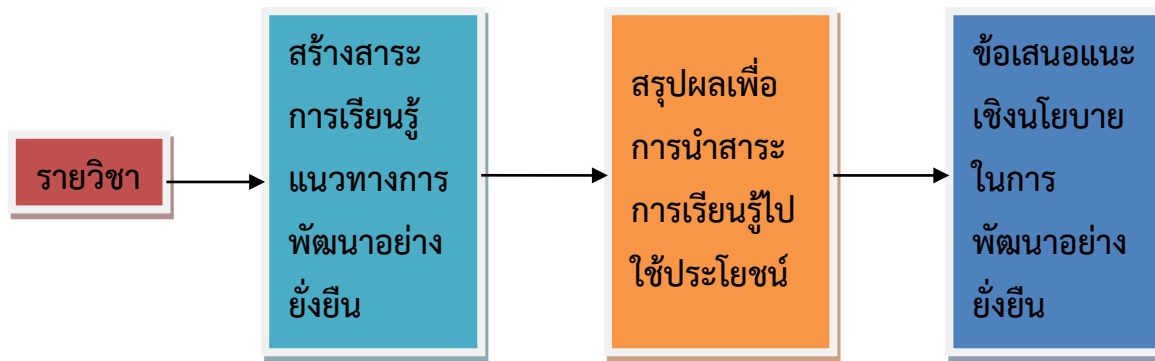 รายวิชา
สร้างสาระ
การเรียนรู้
แนวทางการ
พัฒนาอย่าง
ยั่งยืน
สรุปผลเพื่อ
การนำสาระ
การเรียนรู้ไป
ใช้ประโยชน์
ข้อเสนอแนะ
เชิงนโยบาย
ในการ
พัฒนาอย่าง
ยั่งยืน